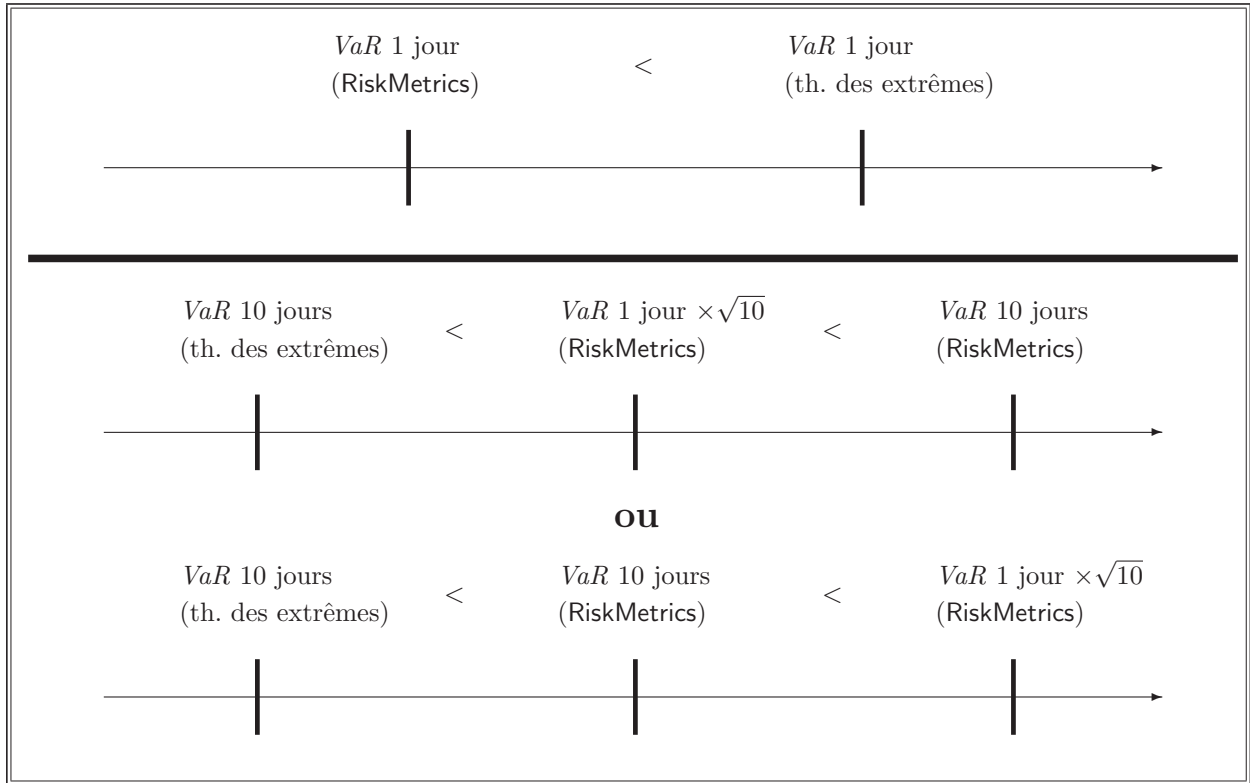 VaR 1 jour < VaR 1 jour
(RiskMetrics) (th. des extrêmes)
VaR 10 jours < VaR 1 jour ×√10 < VaR 10 jours
(th. des extrêmes) (RiskMetrics) (RiskMetrics)
ou
VaR 10 jours < VaR 10 jours < VaR 1 jour ×√10
(th. des extrêmes) (RiskMetrics) (RiskMetrics)